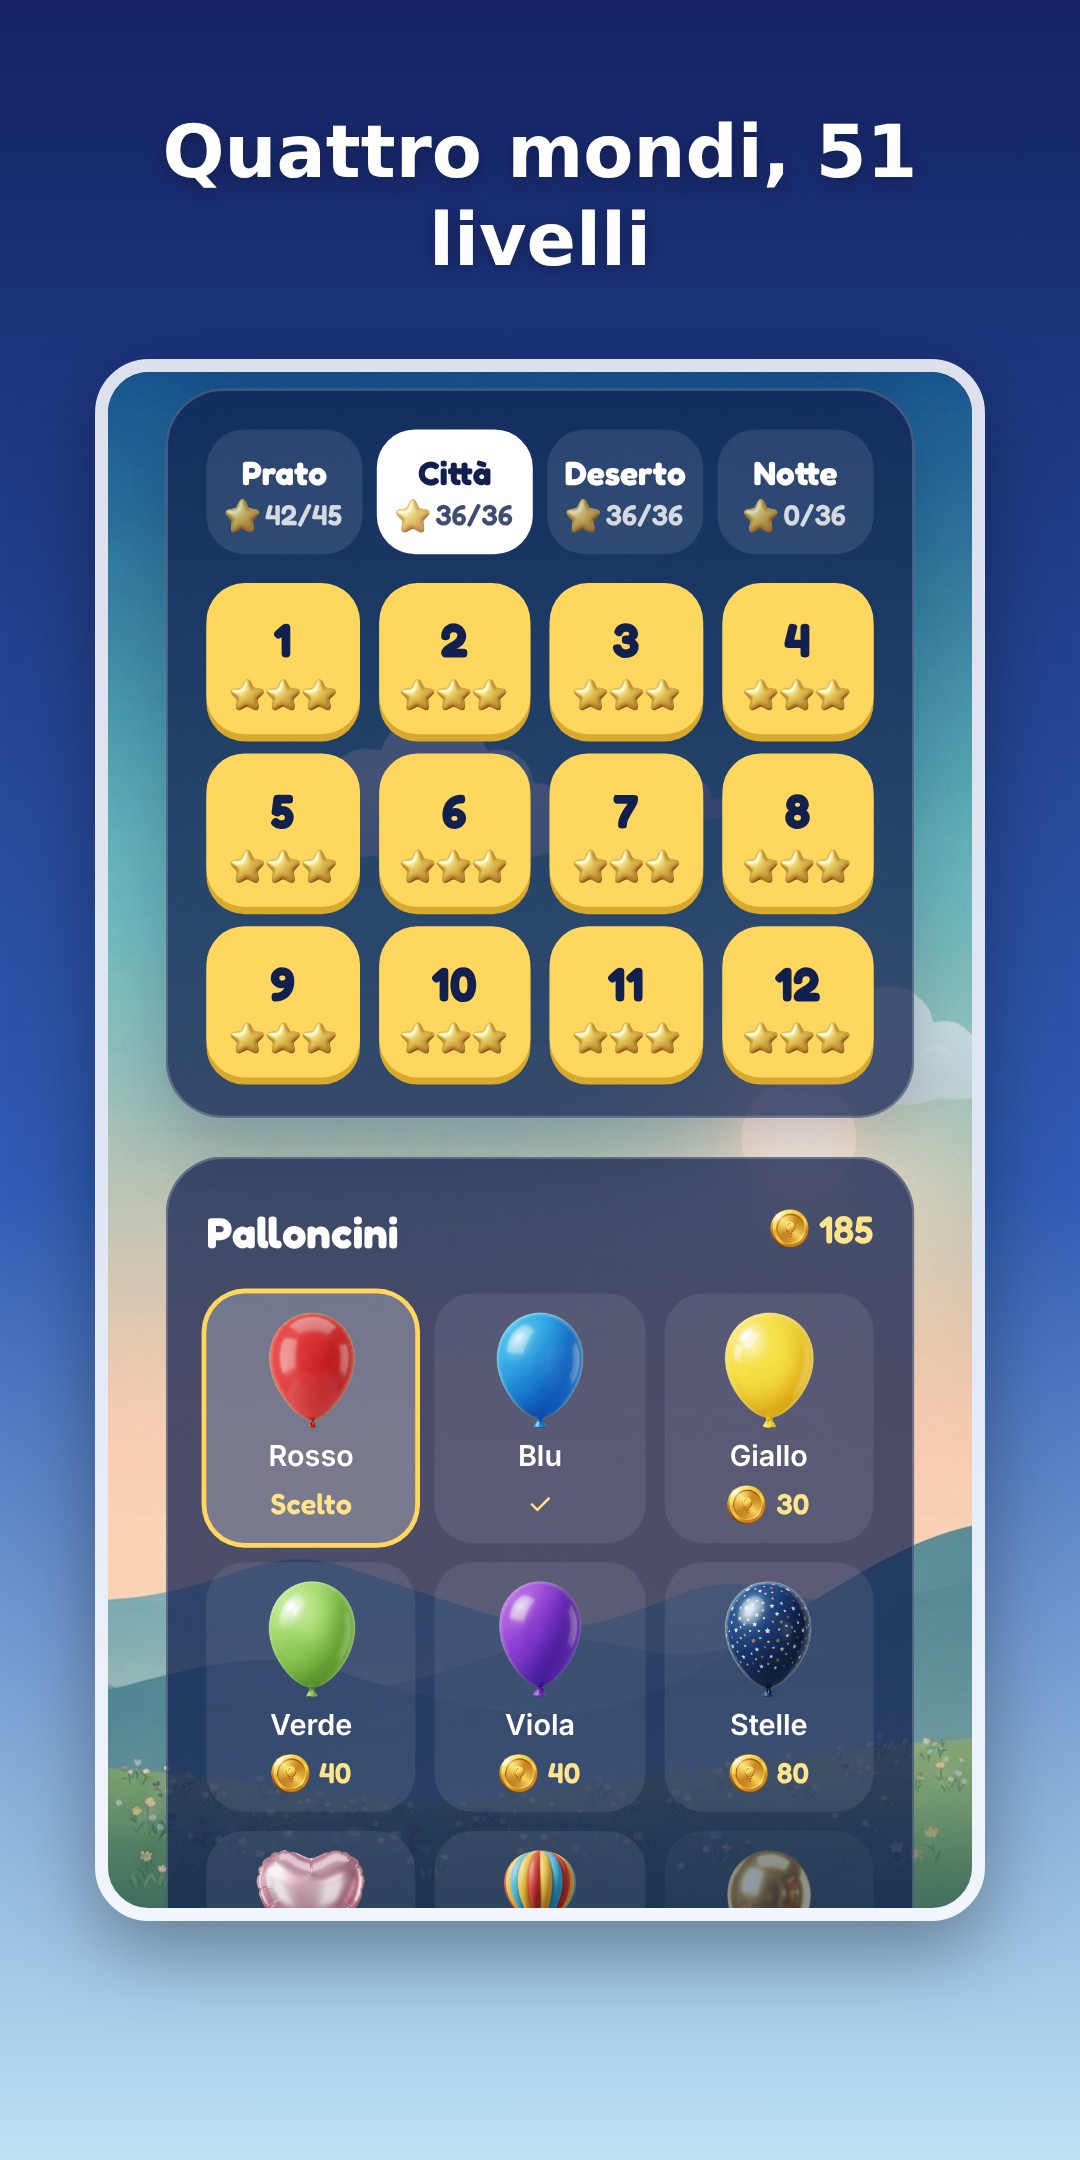 Quattro mondi, 51
livelli
Prato Città Deserto Notte
42/45 36/36 36/36 0/36
1 2 3 4
5 6 7 8
9 10 11 12
Palloncini 185
Rosso Blu Giallo
Scelto ✓ 30
Verde Viola Stelle
40 40 80